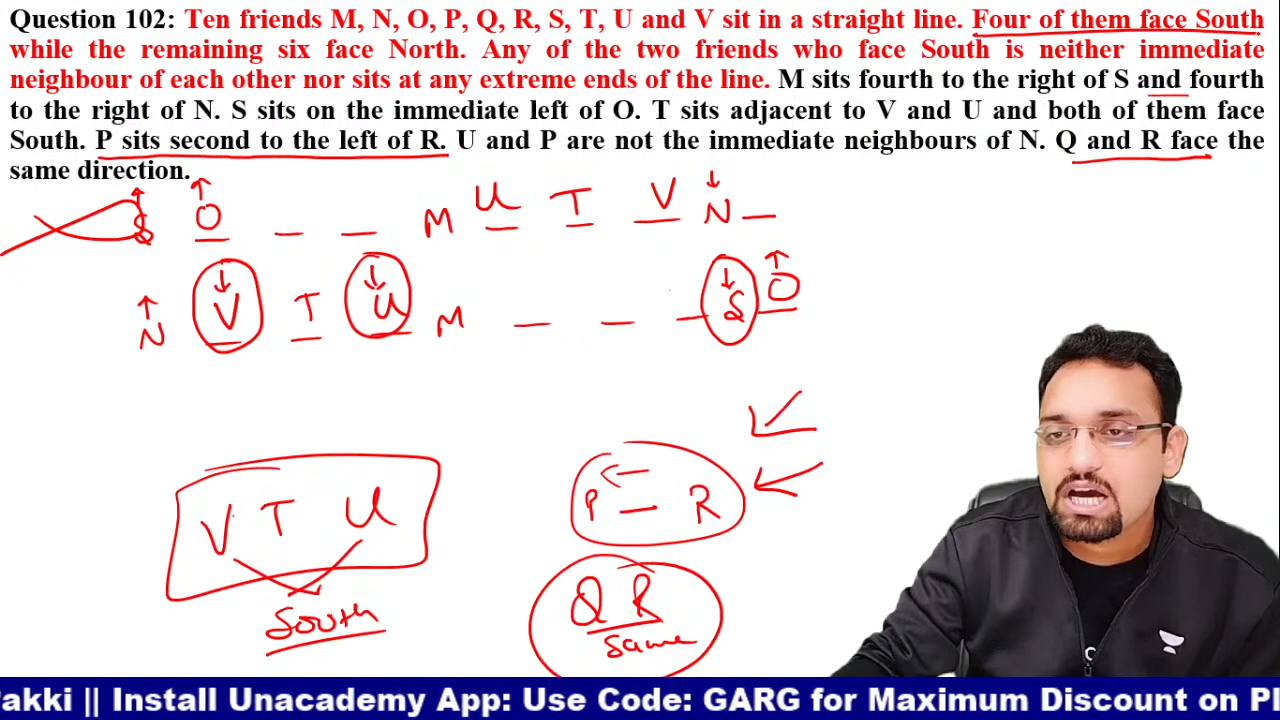 Question 102: Ten friends M, N, O, P, Q, R, S, T, U and V sit in a straight line. Four of them face South
while the remaining six face North. Any of the two friends who face South is neither immediate
neighbour of each other nor sits at any extreme ends of the line. M sits fourth to the right of S and fourth
to the right of N. S sits on the immediate left of O. T sits adjacent to V and U and both of them face
South. P sits second to the left of R. U and P are not the immediate neighbours of N. Q and R face the
same direction.
S O M U T V N
N V T U M S O
V T U
South
P R
Q R
Same
Pakki || Install Unacademy App: Use Code: GARG for Maximum Discount on Pl